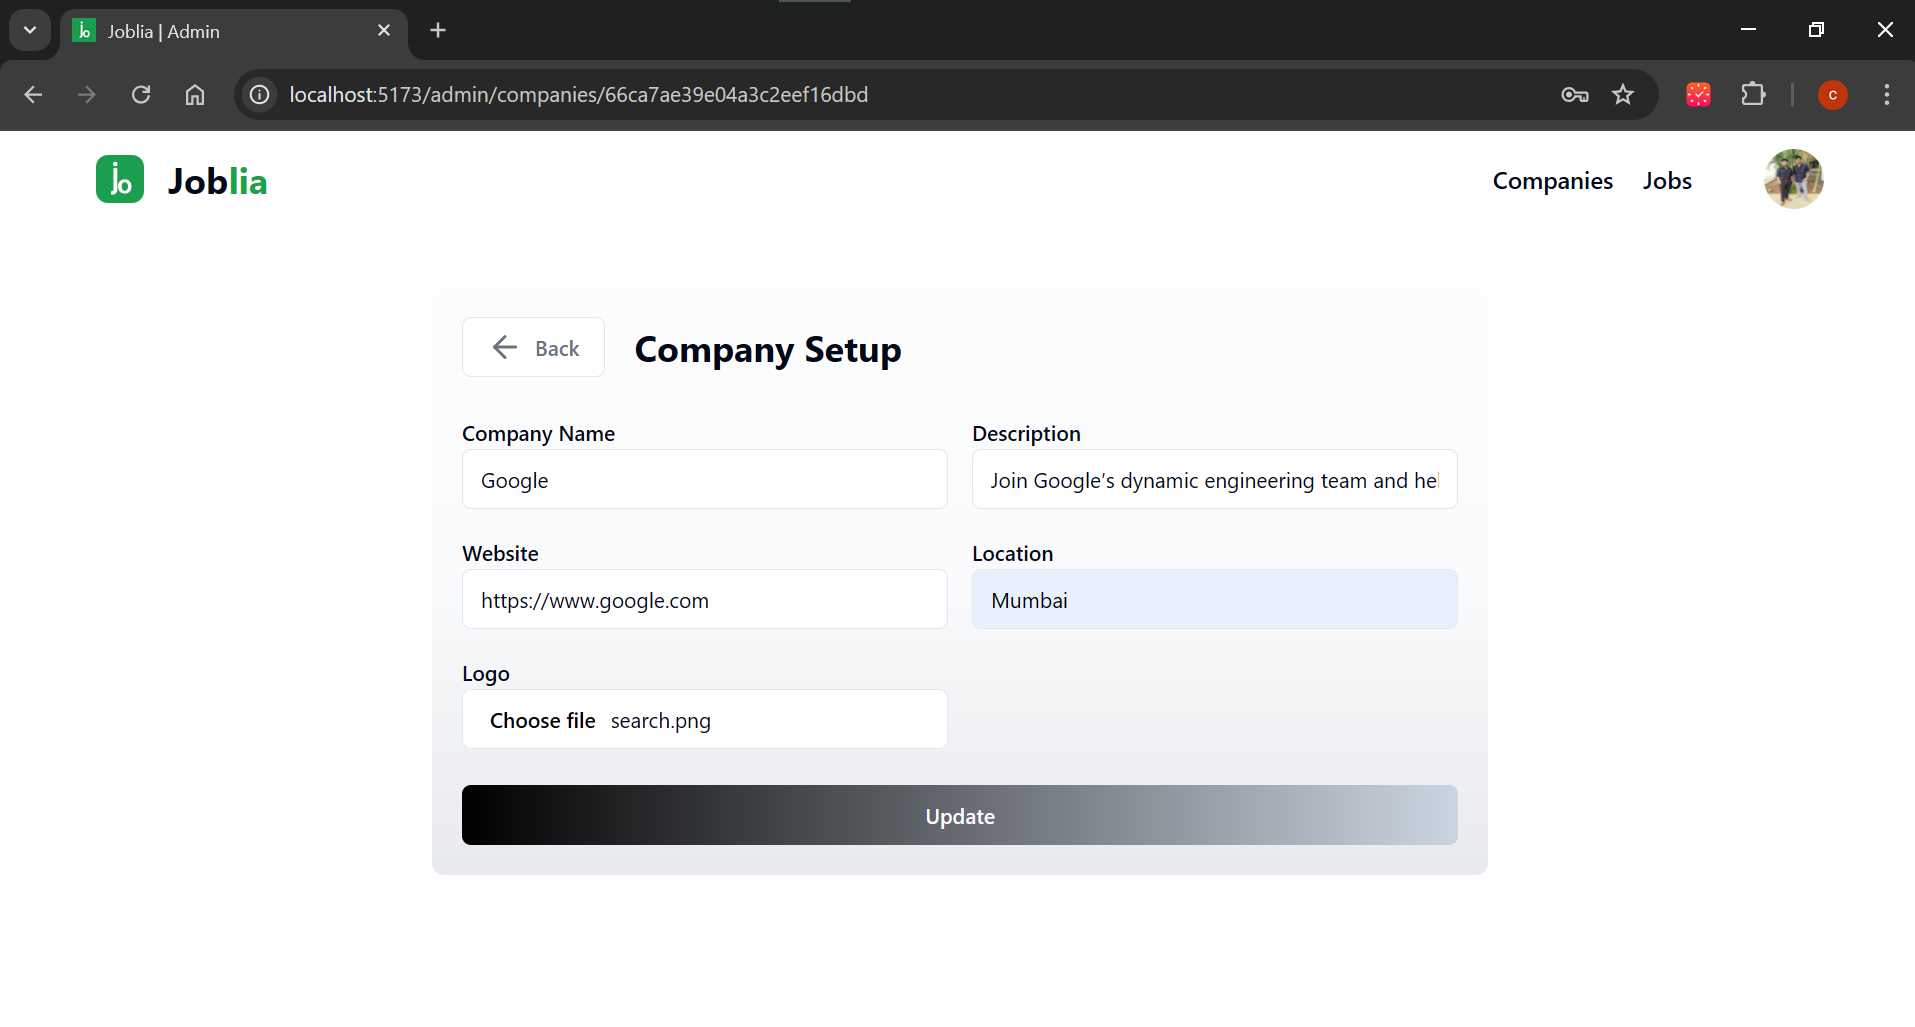 Joblia | Admin
localhost:5173/admin/companies/66ca7ae39e04a3c2eef16dbd
c
jo Joblia
Companies Jobs
Back Company Setup
Company Name
Google
Description
Join Google’s dynamic engineering team and hel
Website
https://www.google.com
Location
Mumbai
Logo
Choose file search.png
Update